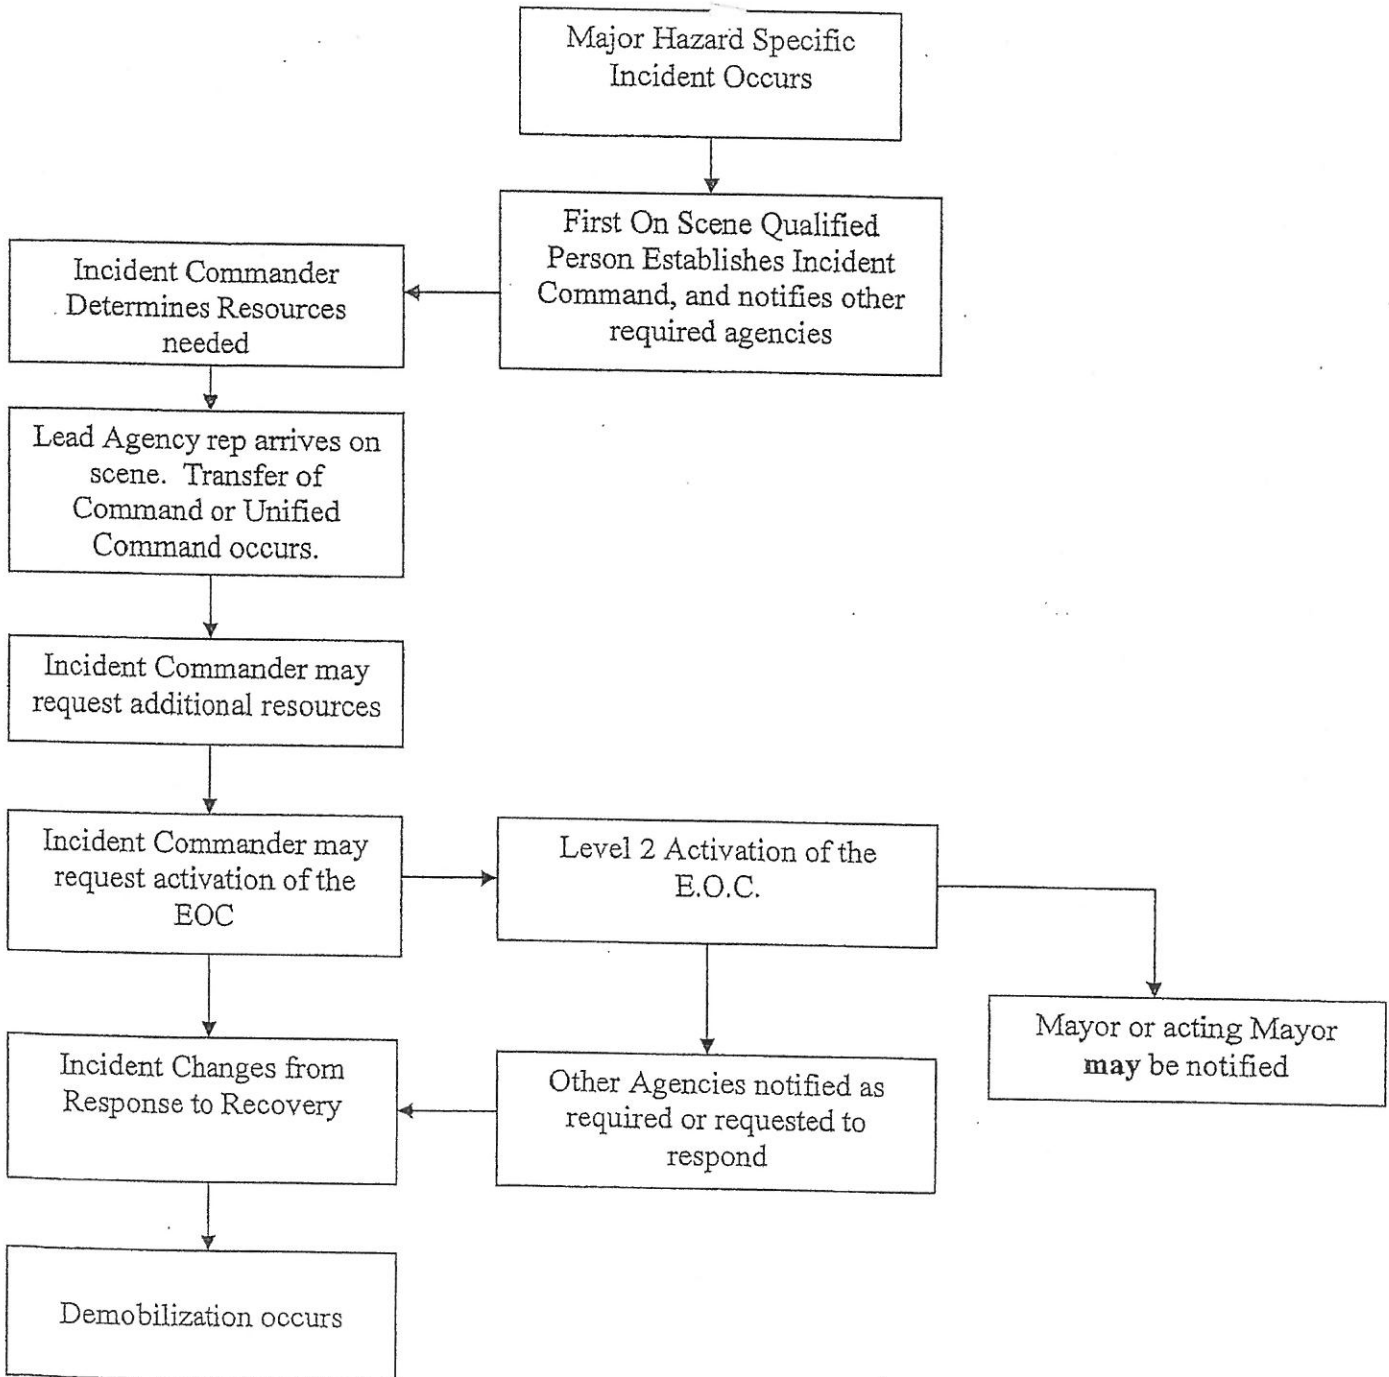 Major Hazard Specific
Incident Occurs
First On Scene Qualified
Person Establishes Incident
Command, and notifies other
required agencies
Incident Commander
Determines Resources
needed
Lead Agency rep arrives on
scene. Transfer of
Command or Unified
Command occurs.
Incident Commander may
request additional resources
Incident Commander may
request activation of the
EOC
Level 2 Activation of the
E.O.C.
Mayor or acting Mayor
may be notified
Other Agencies notified as
required or requested to
respond
Incident Changes from
Response to Recovery
Demobilization occurs